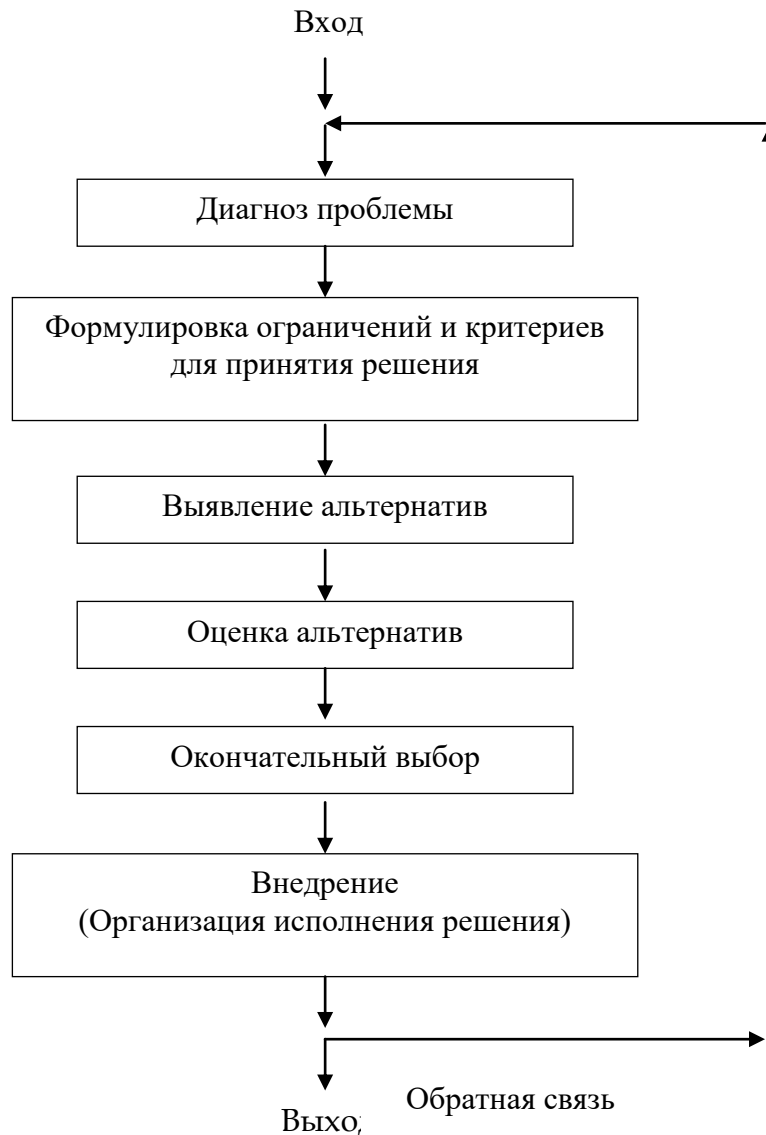 Вход
Диагноз проблемы
Формулировка ограничений и критериев
для принятия решения
Выявление альтернатив
Оценка альтернатив
Окончательный выбор
Внедрение
(Организация исполнения решения)
Обратная связь
Выход